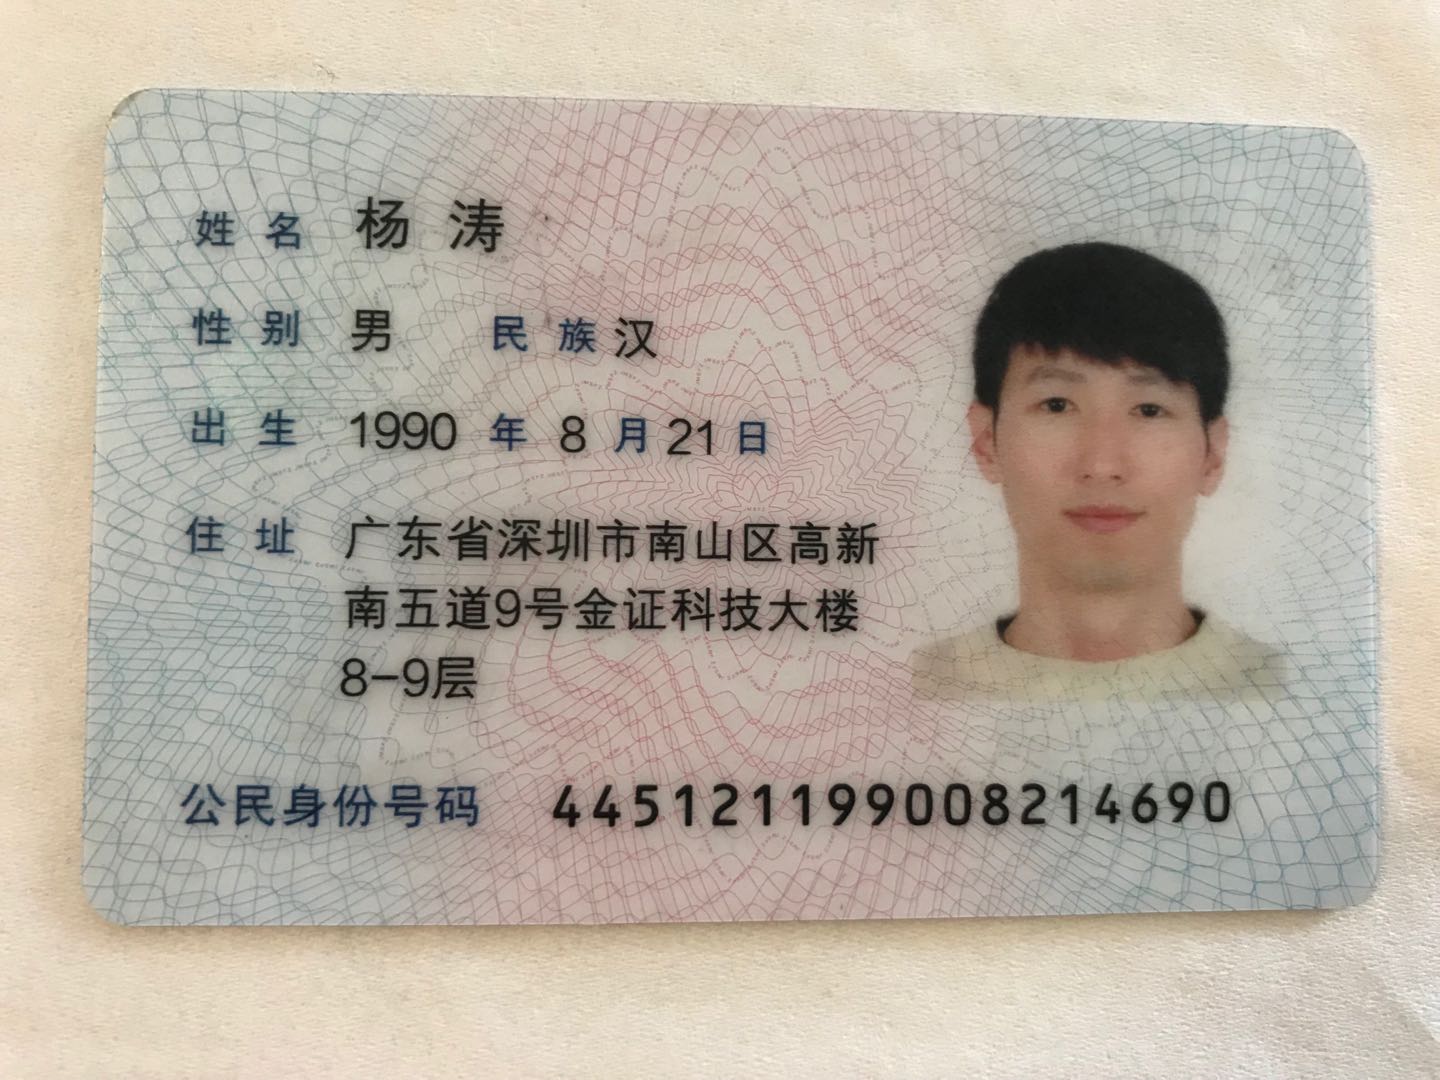 姓名 杨涛
性别 男 民族 汉
出生 1990 年 8 月 21 日
住址 广东省深圳市南山区高新
南五道9号金证科技大楼
8-9层
公民身份号码 445121199008214690